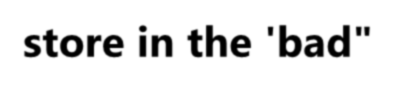 store in the 'bad"